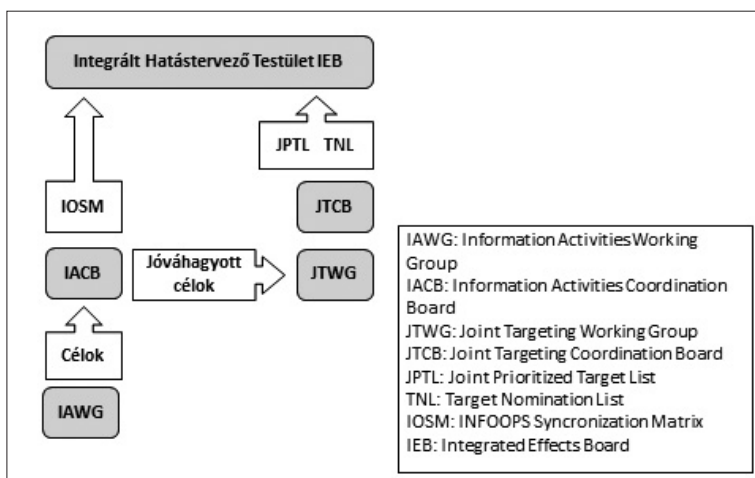 Integrált Hatástervező Testület IEB
JPTL TNL
IOSM
JTCB
IACB
Jóváhagyott
célok
JTWG
Célok
IAWG
IAWG: Information Activities Working
Group
IACB: Information Activities Coordination
Board
JTWG: Joint Targeting Working Group
JTCB: Joint Targeting Coordination Board
JPTL: Joint Prioritized Target List
TNL: Target Nomination List
IOSM: INFOOPS Syncronization Matrix
IEB: Integrated Effects Board